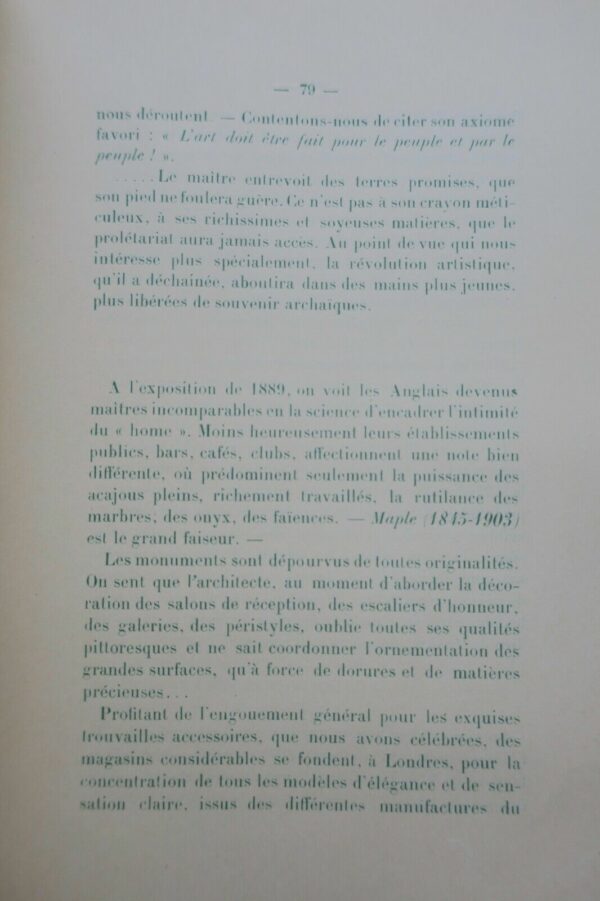 — 79 —
nous déroutent. — Contentons-nous de citer son axiome
favori : « L'art doit être fait pour le peuple et par le
peuple ! ».
.....Le maître entrevoit des terres promises, que
son pied ne foulera guère. Ce n'est pas à son crayon méti-
culeux, à ses richissimes et soyeuses matières, que le
prolétariat aura jamais accès. Au point de vue qui nous
intéresse plus spécialement, la révolution artistique,
qu'il a déchaînée, aboutira dans des mains plus jeunes,
plus libérées de souvenir archaïques.
A l'exposition de 1889, on voit les Anglais devenus
maîtres incomparables en la science d'encadrer l'intimité
du « home ». Moins heureusement leurs établissements
publics, bars, cafés, clubs, affectionnent une note bien
différente, où prédominent seulement la puissance des
acajous pleins, richement travaillés, la rutilance des
marbres, des onyx, des faïences. — Maple (1845-1903)
est le grand faiseur. —
Les monuments sont dépourvus de toutes originalités.
On sent que l'architecte, au moment d'aborder la déco-
ration des salons de réception, des escaliers d'honneur,
des galeries, des péristyles, oublie toutes ses qualités
pittoresques et ne sait coordonner l'ornementation des
grandes surfaces, qu'à force de dorures et de matières
précieuses...
Profitant de l'engouement général pour les exquises
trouvailles accessoires, que nous avons célébrées, des
magasins considérables se fondent, à Londres, pour la
concentration de tous les modèles d'élégance et de sen-
sation claire, issus des différentes manufactures du